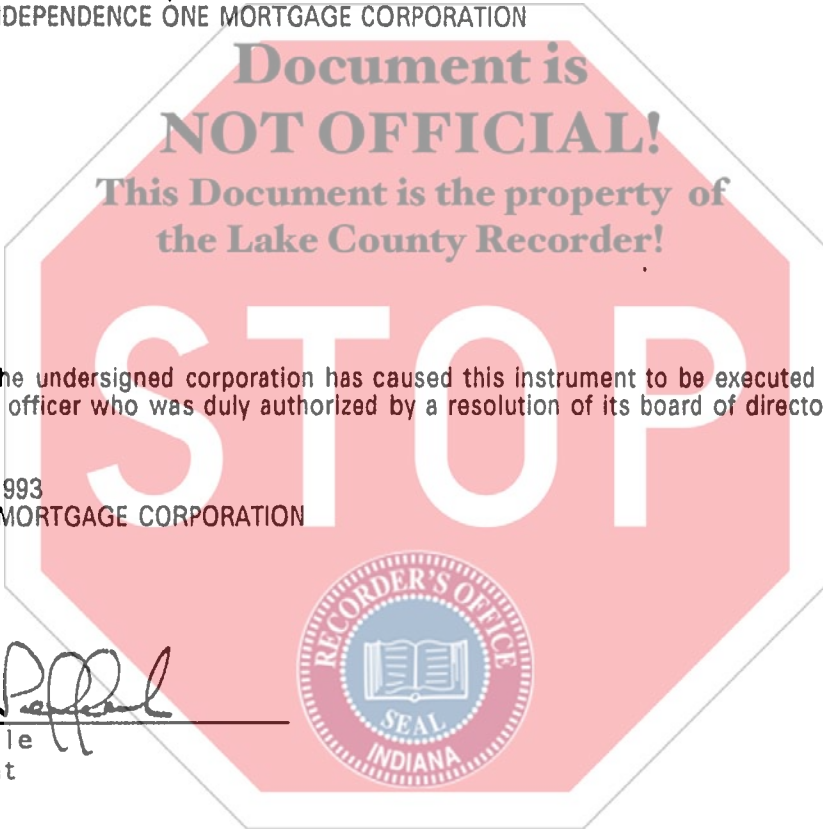 DEPENDENCE ONE MORTGAGE CORPORATION
Document is
NOT OFFICIAL!
This Document is the property of
the Lake County Recorder!
STOP
he undersigned corporation has caused this instrument to be executed
officer who was duly authorized by a resolution of its board of directo
993
MORTGAGE CORPORATION
RECORDER'S OFFICE
SEAL
INDIANA
le
t